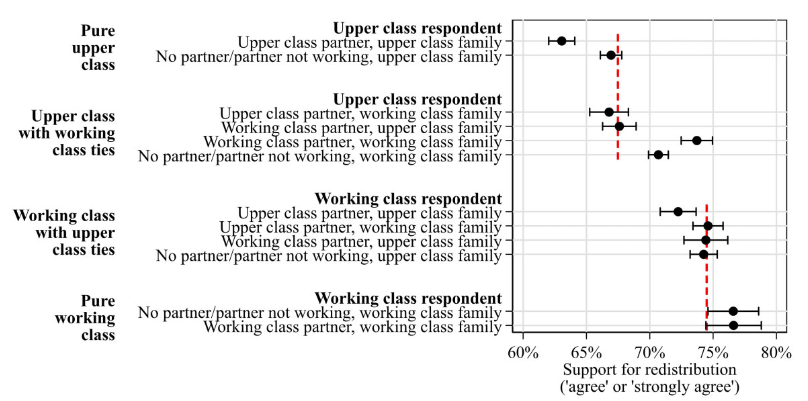 Pure
upper
class
Upper class respondent
Upper class partner, upper class family
No partner/partner not working, upper class family
Upper class
with working
class ties
Upper class respondent
Upper class partner, working class family
Working class partner, upper class family
Working class partner, working class family
No partner/partner not working, working class family
Working class
with upper
class ties
Working class respondent
Upper class partner, upper class family
Upper class partner, working class family
Working class partner, upper class family
No partner/partner not working, upper class family
Pure
working
class
Working class respondent
No partner/partner not working, working class family
Working class partner, working class family
60% 65% 70% 75% 80%
Support for redistribution
('agree' or 'strongly agree')